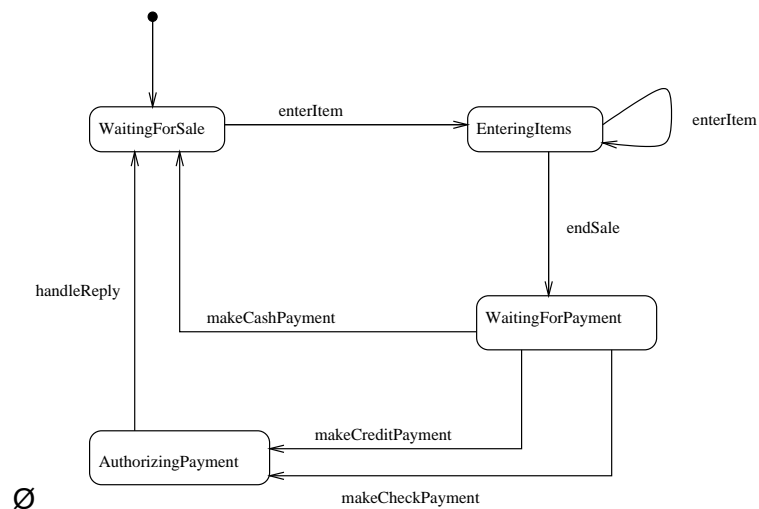 enterItem
WaitingForSale
EnteringItems
enterItem
endSale
handleReply
makeCashPayment
WaitingForPayment
makeCreditPayment
AuthorizingPayment
makeCheckPayment
Ø